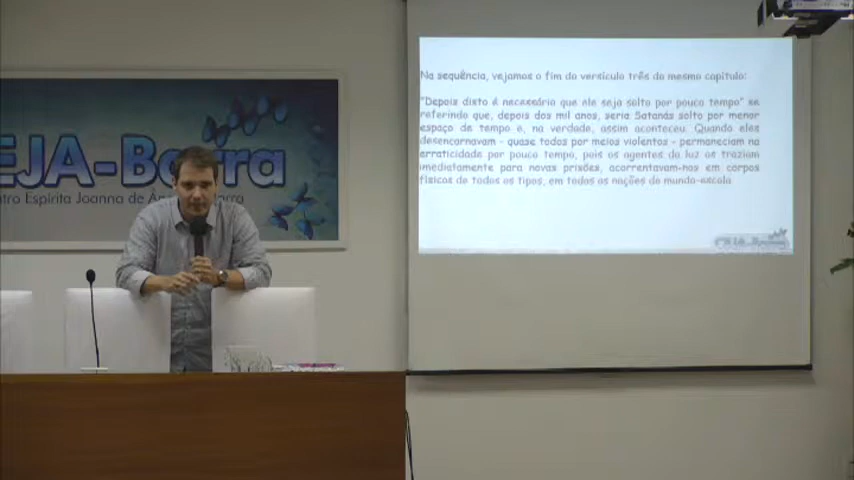 EJA-Barra
ntro Espírita Joanna de Ân Barra
Na sequência, vejamos o fim do versículo três do mesmo capítulo:
"Depois disto é necessário que ele seja solto por pouco tempo" se
referindo que, depois dos mil anos, seria Satanás solto por menor
espaço de tempo e, na verdade, assim aconteceu. Quando eles
desencarnavam - quase todos por meios violentos - permaneciam na
erraticidade por pouco tempo, pois os agentes da luz os traziam
imediatamente para novas prisões, acorrentavam-nos em corpos
físicos de todos os tipos, em todas as nações do mundo-escola